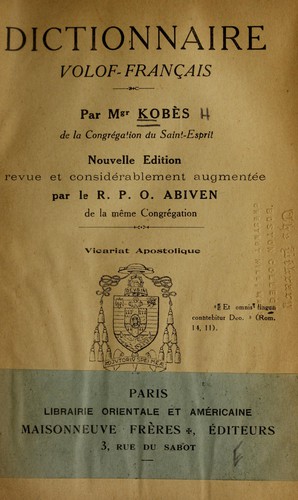 DICTIONNAIRE
VOLOF-FRANÇAIS
Par Mgr KOBÈS
de la Congrégation du Saint-Esprit
Nouvelle Edition
revue et considérablement augmentée
par le R. P. O. ABIVEN
de la même Congrégation
Vicariat Apostolique
Et omnis lingua
confitebitur Deo. (Rom.
14, 11).
PARIS
LIBRAIRIE ORIENTALE ET AMÉRICAINE
MAISONNEUVE FRÈRES, ÉDITEURS
3, RUE DU SABOT